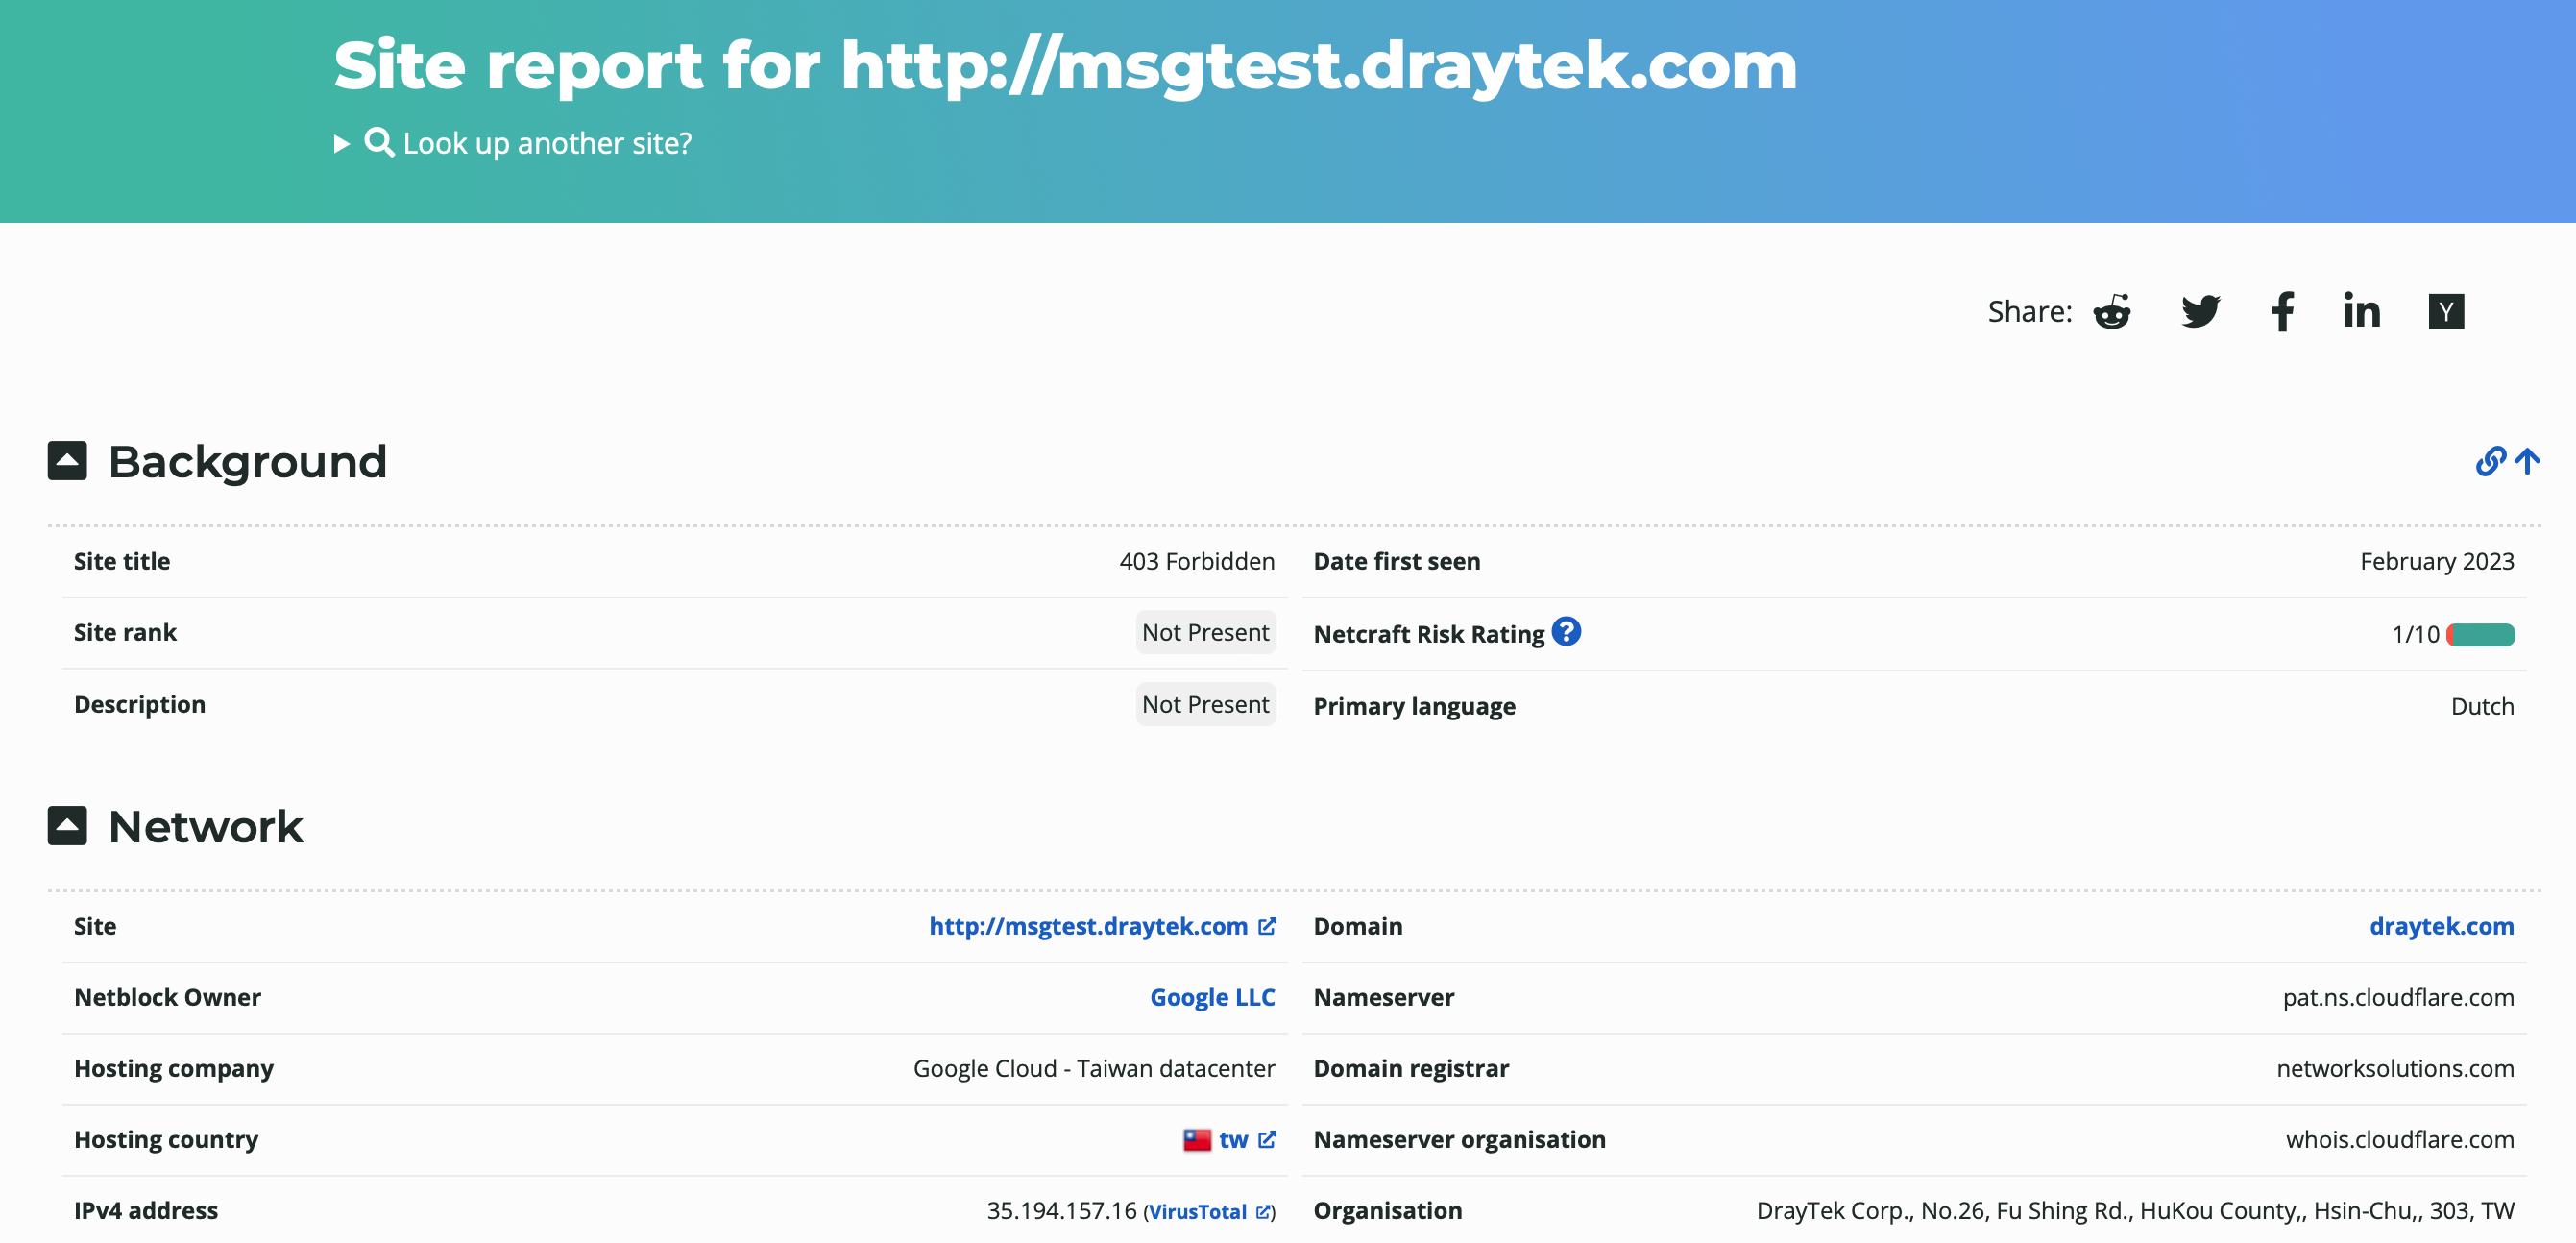 Site report for http://msgtest.draytek.com
Look up another site?
Share:
Y
Background
Site title 403 Forbidden Date first seen February 2023
Site rank Not Present Netcraft Risk Rating ? 1/10
Description Not Present Primary language Dutch
Network
Site http://msgtest.draytek.com Domain draytek.com
Netblock Owner Google LLC Nameserver pat.ns.cloudflare.com
Hosting company Google Cloud - Taiwan datacenter Domain registrar networksolutions.com
Hosting country tw Nameserver organisation whois.cloudflare.com
IPv4 address 35.194.157.16 (VirusTotal) Organisation DrayTek Corp., No.26, Fu Shing Rd., HuKou County,, Hsin-Chu,, 303, TW